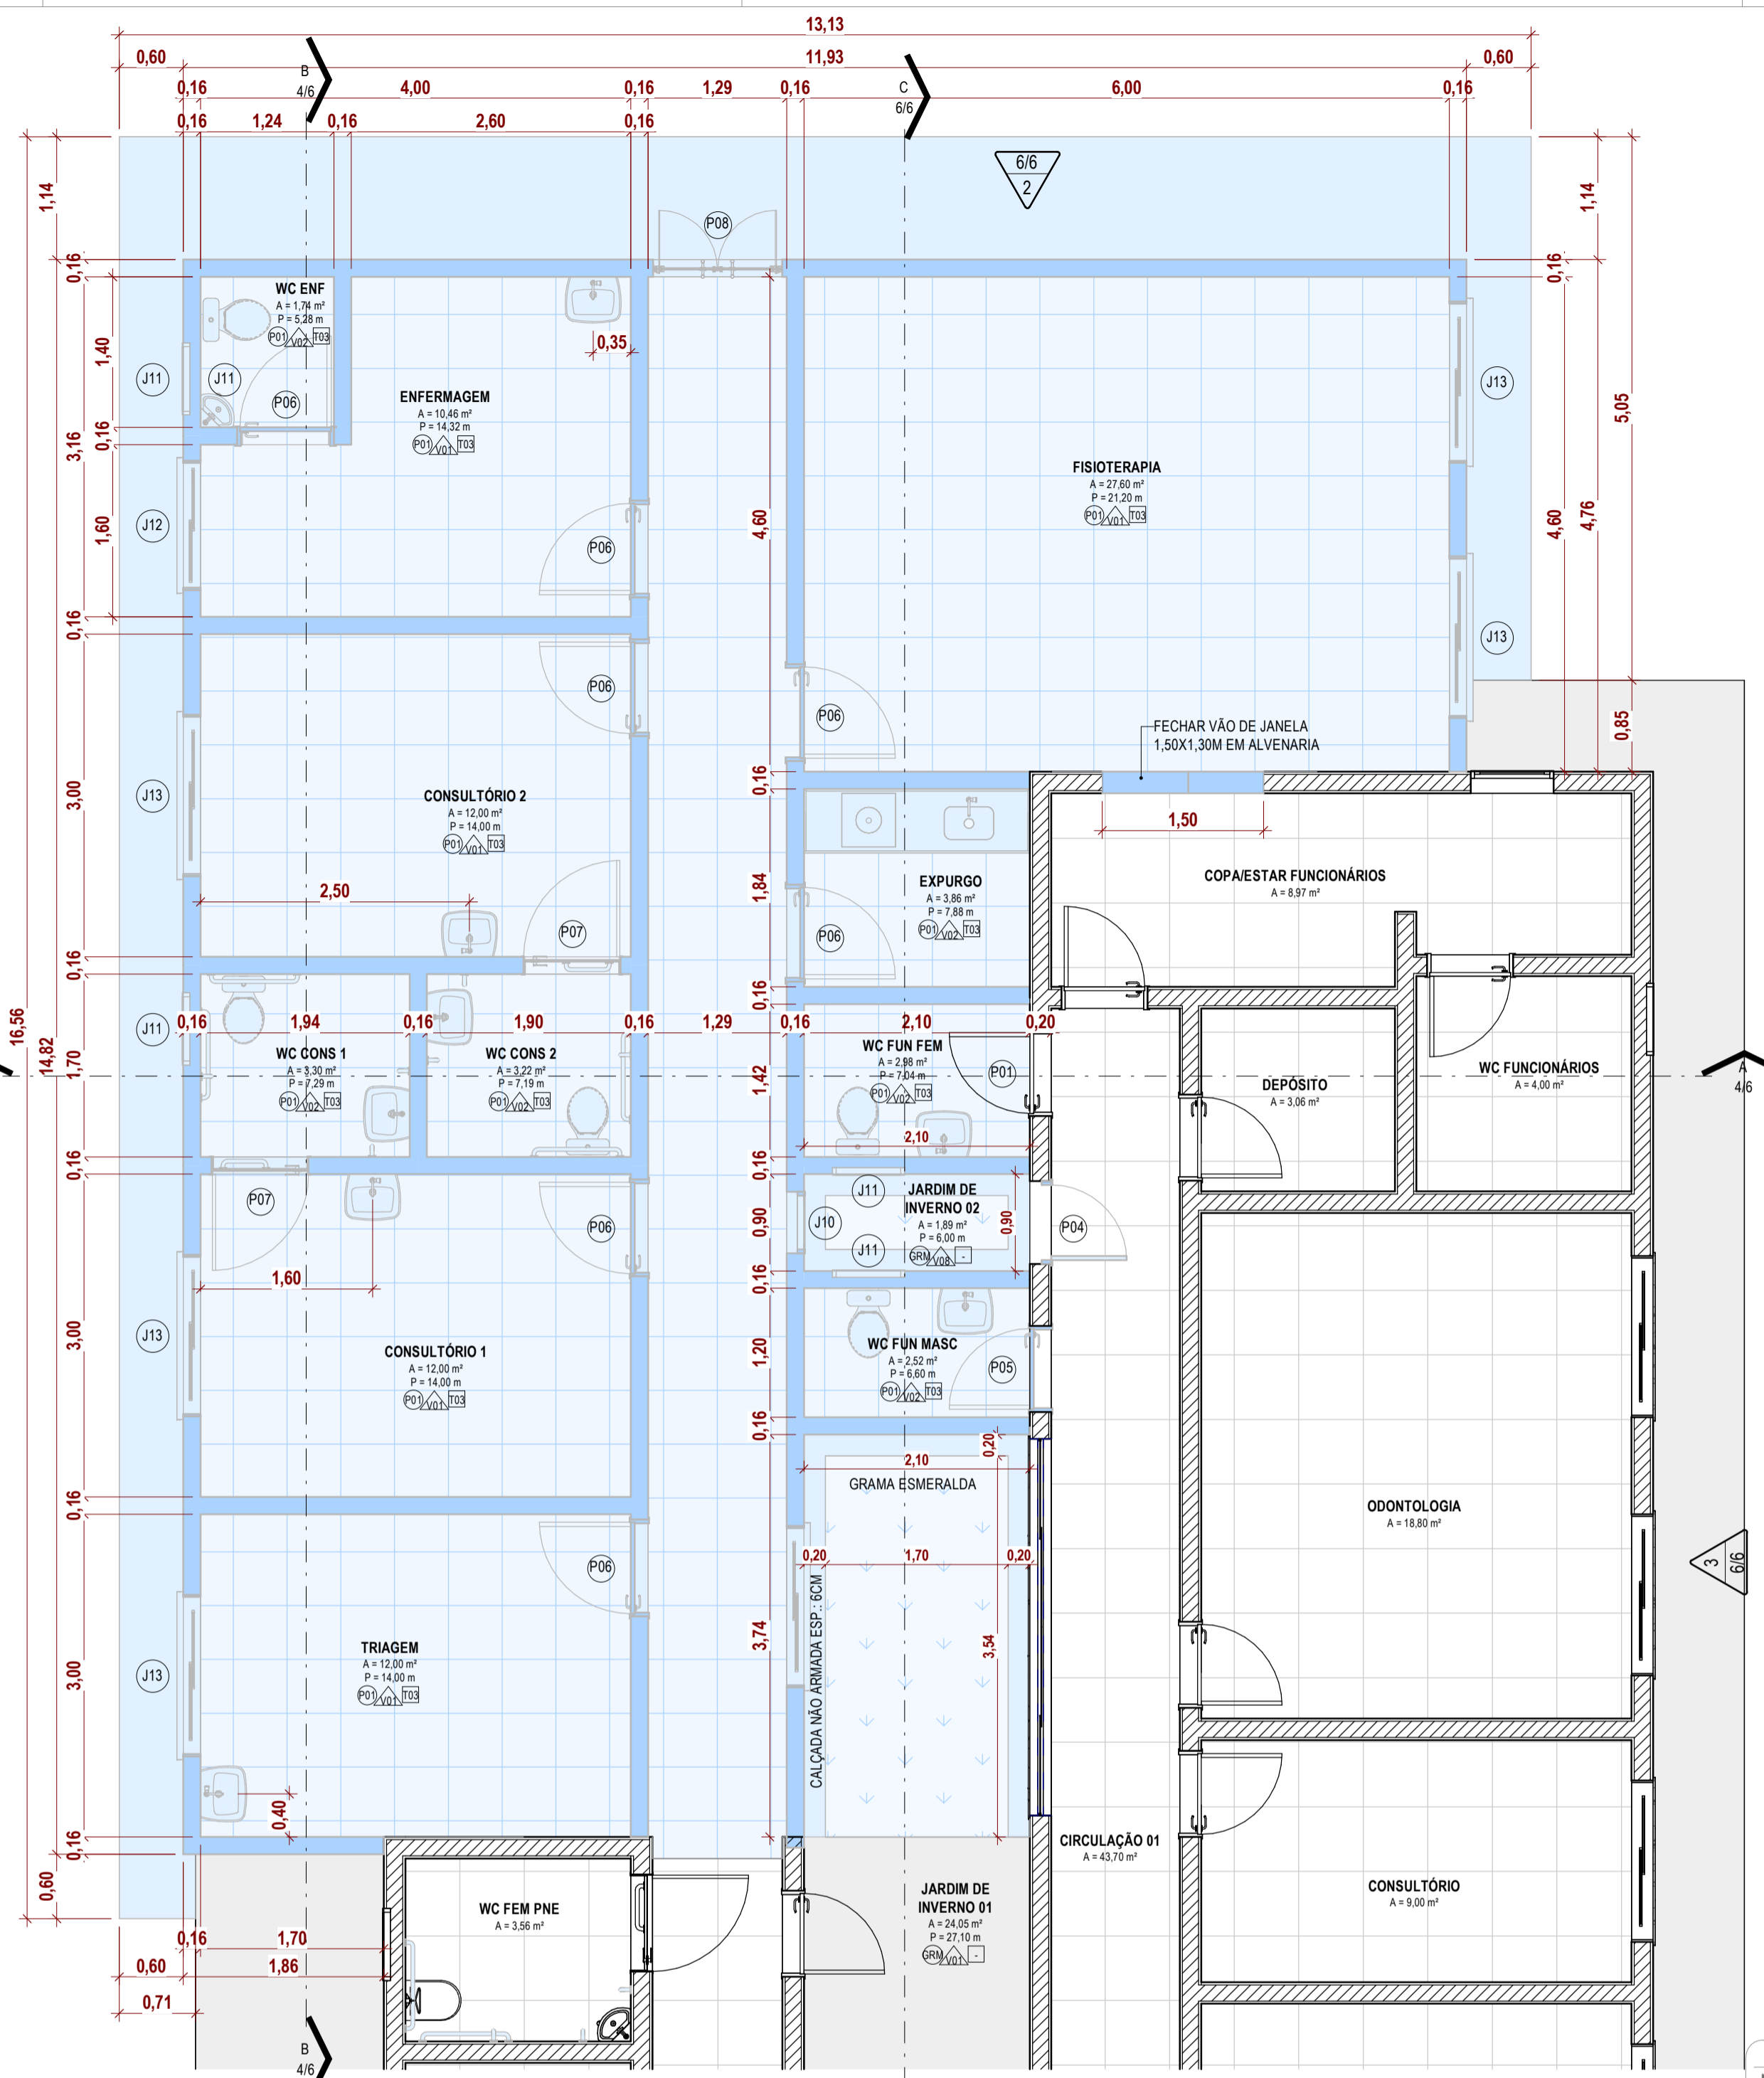 13,13
0,60
11,93
0,60
B
4/6
C
6/6
0,16
4,00
0,16
1,29
0,16
6,00
0,16
0,16
1,24
0,16
2,60
0,16
6/6
2
1,14
1,14
P08
0,16
0,16
WC ENF
A = 1,74 m²
P = 5,28 m
P01
V02
T03
1,40
0,35
J11
J11
P06
J13
5,05
ENFERMAGEM
A = 10,46 m²
P = 14,32 m
P01
V01
T03
3,16
0,16
FISIOTERAPIA
A = 27,60 m²
P = 21,20 m
P01
V01
T03
J12
1,60
P06
4,60
4,60
4,76
0,16
0,16
J13
P06
P06
FECHAR VÃO DE JANELA
1,50X1,30M EM ALVENARIA
0,85
0,16
J13
3,00
CONSULTÓRIO 2
A = 12,00 m²
P = 14,00 m
P01
V01
T03
1,50
2,50
P07
1,84
EXPURGO
A = 3,86 m²
P = 7,88 m
P01
V02
T03
P06
COPA/ESTAR FUNCIONÁRIOS
A = 8,97 m²
0,16
0,16
16,56
14,82
J11
1,70
0,16
1,94
0,16
1,90
0,16
1,29
0,16
2,10
0,20
WC CONS 1
A = 3,30 m²
P = 7,29 m
P01
V02
T03
WC CONS 2
A = 3,22 m²
P = 7,19 m
P01
V02
T03
1,42
WC FUN FEM
A = 2,98 m²
P = 7,04 m
P01
V02
T03
P01
2,10
DEPÓSITO
A = 3,06 m²
WC FUNCIONÁRIOS
A = 4,00 m²
A
4/6
0,16
0,16
P07
P06
0,90
J11
J10
J11
JARDIM DE
INVERNO 02
A = 1,89 m²
P = 6,00 m
GRM
V08
-
0,90
P04
1,60
0,16
J13
3,00
CONSULTÓRIO 1
A = 12,00 m²
P = 14,00 m
P01
V01
T03
1,20
WC FUN MASC
A = 2,52 m²
P = 6,60 m
P01
V02
T03
P05
0,16
0,20
2,10
GRAMA ESMERALDA
0,16
ODONTOLOGIA
A = 18,80 m²
P06
0,20
1,70
0,20
3
6/6
CALÇADA NÃO ARMADA ESP.: 6CM
3,74
3,54
J13
3,00
TRIAGEM
A = 12,00 m²
P = 14,00 m
P01
V01
T03
0,40
0,16
CIRCULAÇÃO 01
A = 43,70 m²
0,60
CONSULTÓRIO
A = 9,00 m²
WC FEM PNE
A = 3,56 m²
JARDIM DE
INVERNO 01
A = 24,05 m²
P = 27,10 m
GRM
V01
-
0,16
1,70
0,60
1,86
0,71
B
4/6